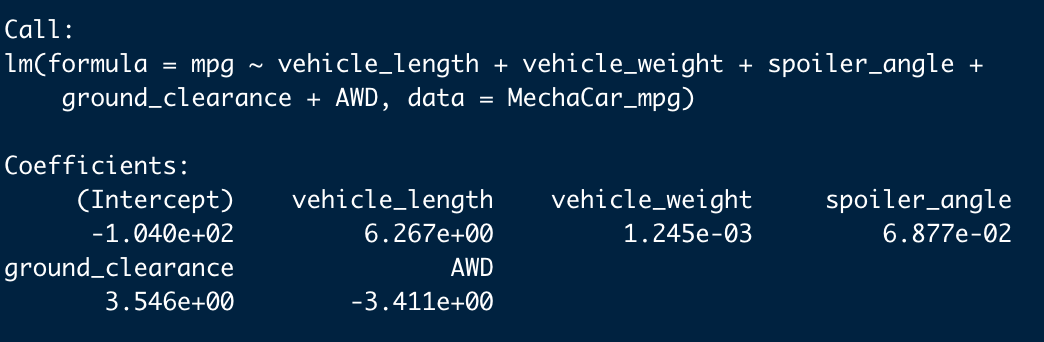 Call:
lm(formula = mpg ~ vehicle_length + vehicle_weight + spoiler_angle +
    ground_clearance + AWD, data = MechaCar_mpg)

Coefficients:
     (Intercept)    vehicle_length    vehicle_weight     spoiler_angle
      -1.040e+02         6.267e+00         1.245e-03         6.877e-02
ground_clearance               AWD
       3.546e+00        -3.411e+00